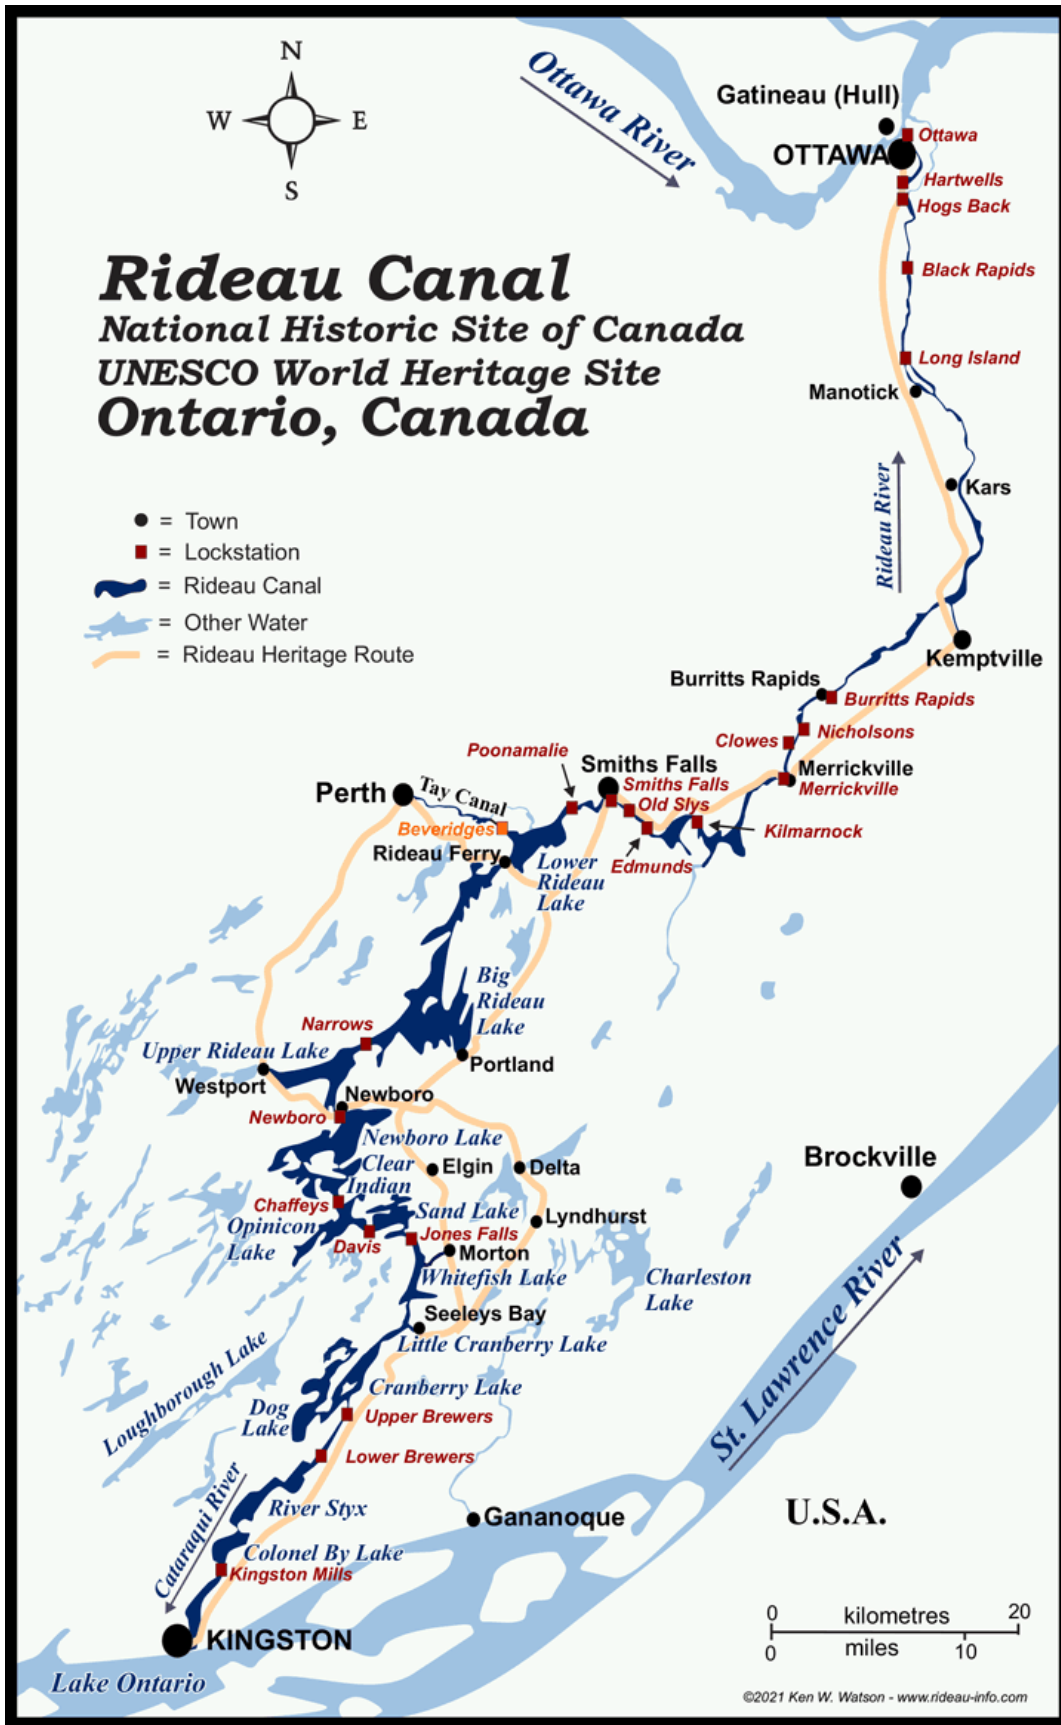 N
W
E
S
Ottawa River
Gatineau (Hull)
OTTAWA
Ottawa
Hartwells
Hogs Back
Black Rapids
Long Island
Manotick
Rideau Canal
National Historic Site of Canada
UNESCO World Heritage Site
Ontario, Canada
= Town
= Lockstation
= Rideau Canal
= Other Water
= Rideau Heritage Route
Rideau River
Kars
Kemptville
Burritts Rapids
Burritts Rapids
Nicholsons
Clowes
Merrickville
Merrickville
Poonamalie
Smiths Falls
Smiths Falls
Old Slys
Kilmarnock
Edmunds
Perth
Tay Canal
Beveridges
Rideau Ferry
Lower
Rideau
Lake
Big
Rideau
Lake
Narrows
Upper Rideau Lake
Portland
Westport
Newboro
Newboro
Newboro Lake
Clear
Indian
Elgin
Delta
Chaffeys
Sand Lake
Lyndhurst
Opinicon
Lake
Davis
Jones Falls
Morton
Whitefish Lake
Charleston
Lake
Brockville
Seeleys Bay
Little Cranberry Lake
St. Lawrence River
Loughborough Lake
Cranberry Lake
Dog
Lake
Upper Brewers
Lower Brewers
Cataraqui River
River Styx
Gananoque
U.S.A.
Colonel By Lake
Kingston Mills
KINGSTON
Lake Ontario
0 kilometres 20
0 miles 10
©2021 Ken W. Watson - www.rideau-info.com